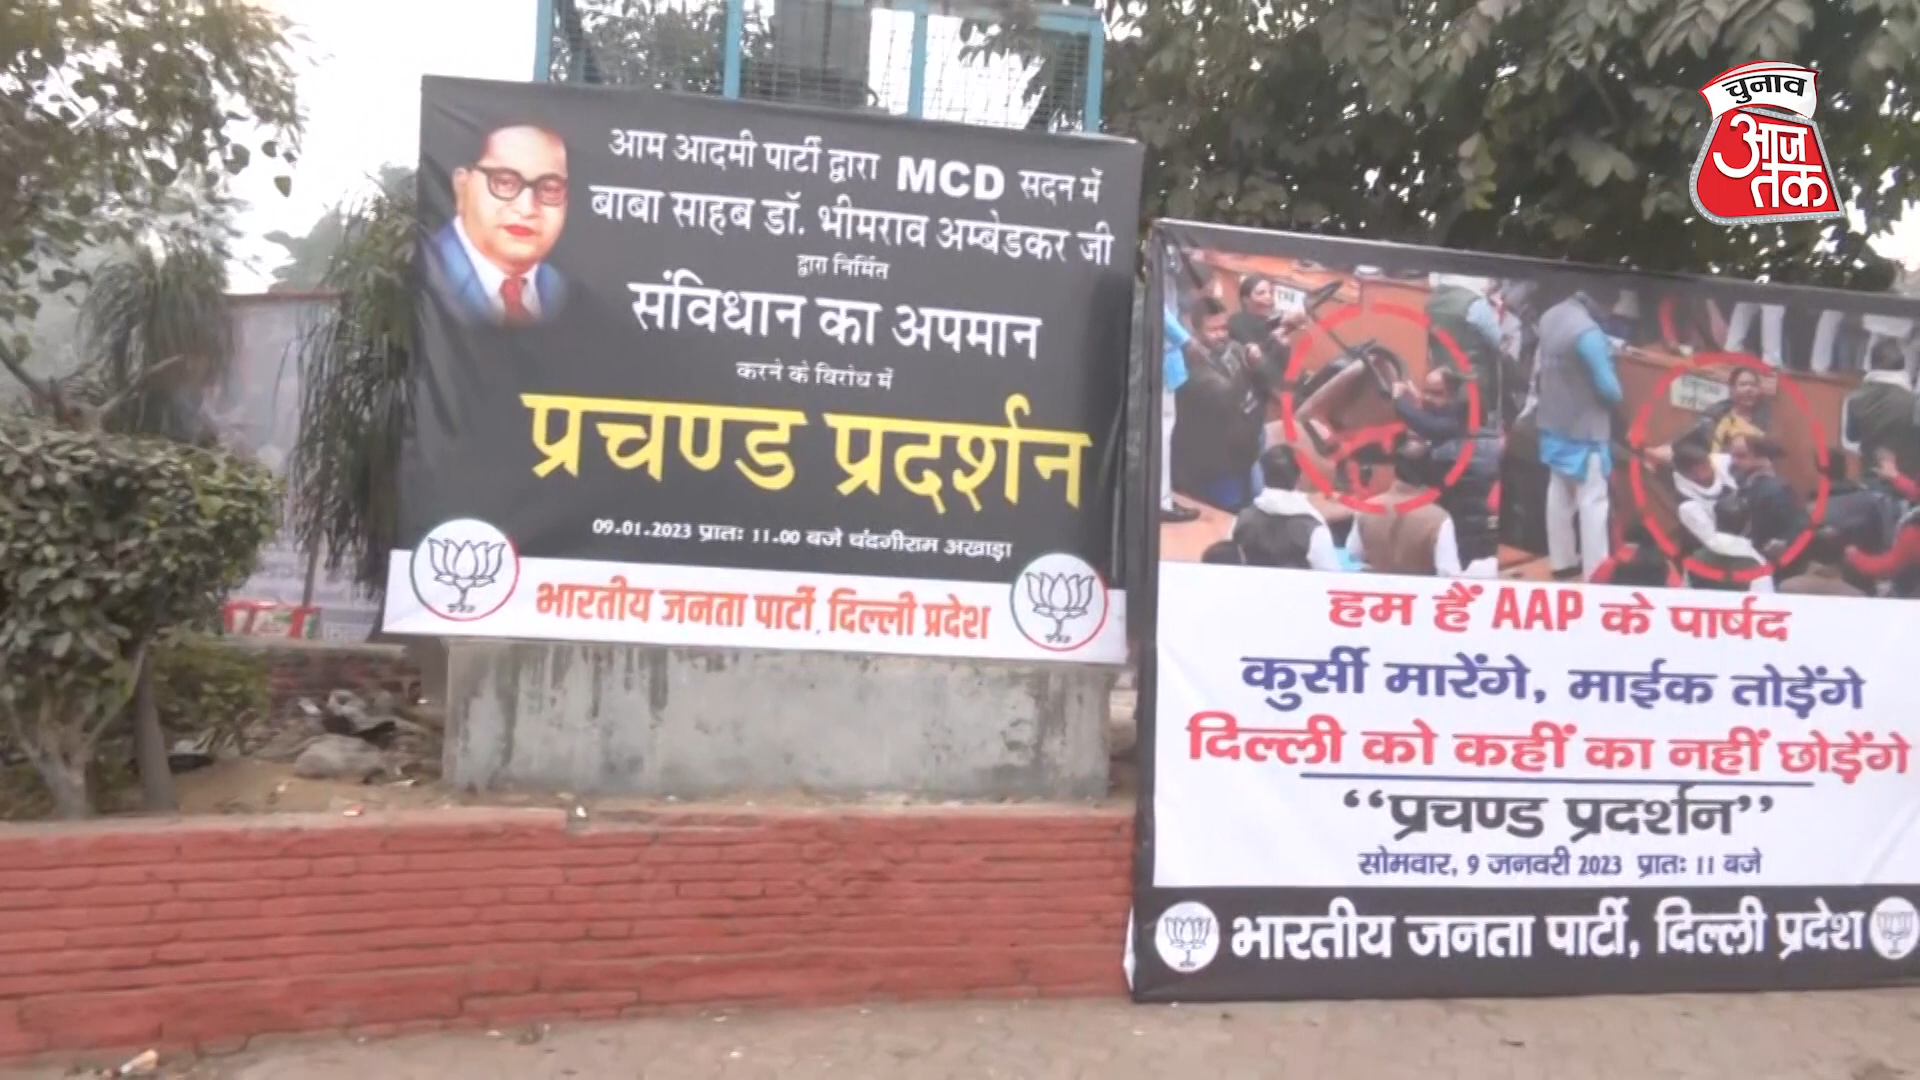 चुनाव
आज
तक
आम आदमी पार्टी द्वारा MCD सदन में
बाबा साहब डॉ. भीमराव अम्बेडकर जी
द्वारा निर्मित
संविधान का अपमान
करने के विरोध में
प्रचण्ड प्रदर्शन
09.01.2023 प्रातः 11.00 बजे चंदगीराम अखाड़ा
भारतीय जनता पार्टी, दिल्ली प्रदेश
हम हैं AAP के पार्षद
कुर्सी मारेंगे, माईक तोड़ेंगे
दिल्ली को कहीं का नहीं छोड़ेंगे
“प्रचण्ड प्रदर्शन”
सोमवार, 9 जनवरी 2023 प्रातः 11 बजे
भारतीय जनता पार्टी, दिल्ली प्रदेश